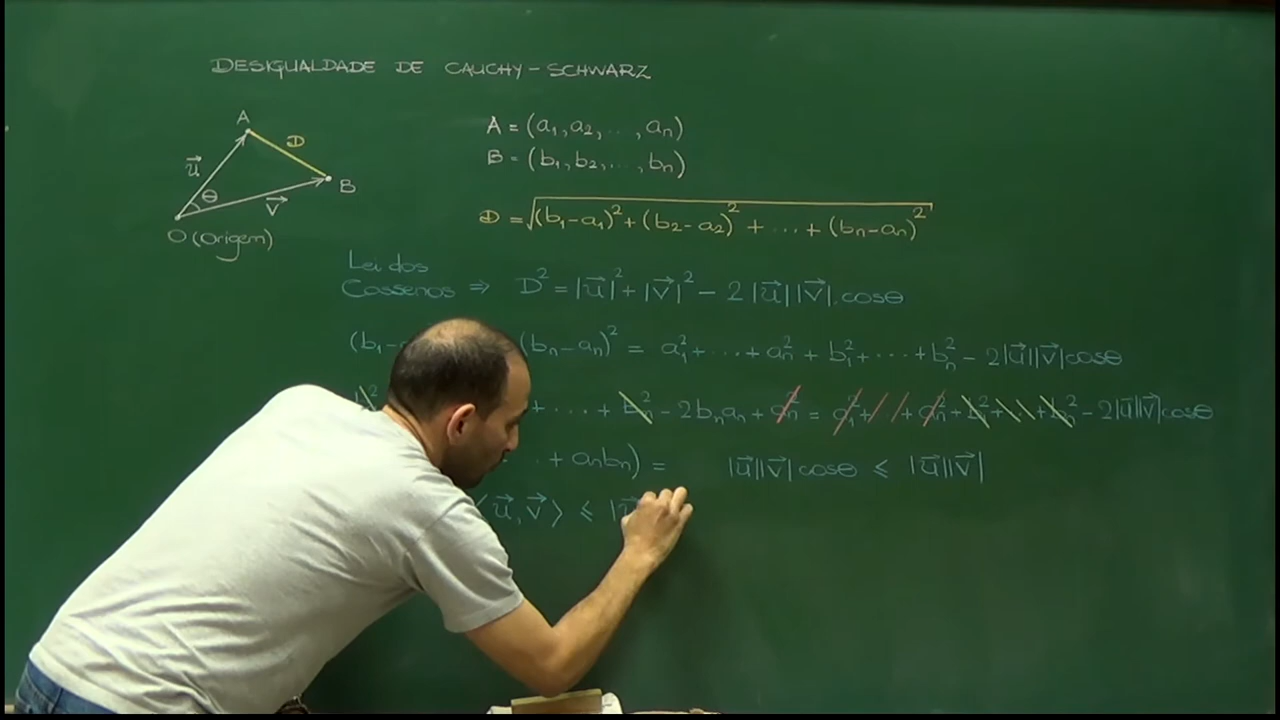 DESIGUALDADE DE CAUCHY-SCHWARZ
A
D
u⃗
θ
B
v⃗
O (Origem)
A = (a₁, a₂, ..., aₙ)
B = (b₁, b₂, ..., bₙ)
D = √((b₁-a₁)² + (b₂-a₂)² + ... + (bₙ-aₙ)²)
Lei dos
Cossenos ⇒ D² = |u⃗|² + |v⃗|² - 2|u⃗||v⃗|.cosθ
(b₁- (bₙ-aₙ)² = a₁² + ... + aₙ² + b₁² + ... + bₙ² - 2|u⃗||v⃗|cosθ
+ ... + bₙ² - 2bₙaₙ + aₙ² = a₁² + + aₙ² + b₁² + + bₙ² - 2|u⃗||v⃗|cosθ
+ aₙbₙ) = |u⃗||v⃗|cosθ ≤ |u⃗||v⃗|
⟨u⃗,v⃗⟩ ≤ |u⃗